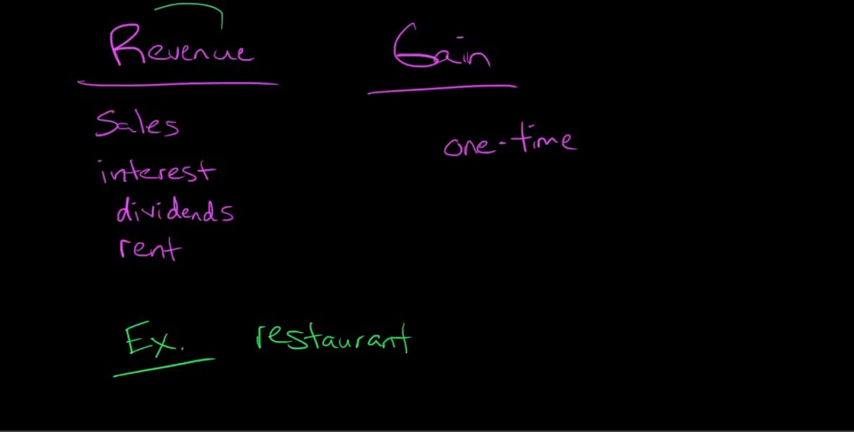 Revenue
Gain
Sales
one-time
interest
dividends
rent
Ex. restaurant